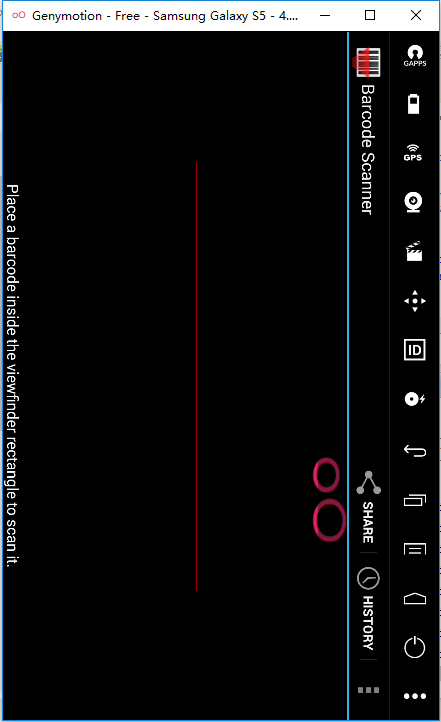 Genymotion - Free - Samsung Galaxy S5 - 4....
Barcode Scanner
SHARE
HISTORY
Place a barcode inside the viewfinder rectangle to scan it.
GAPPS
GPS
ID